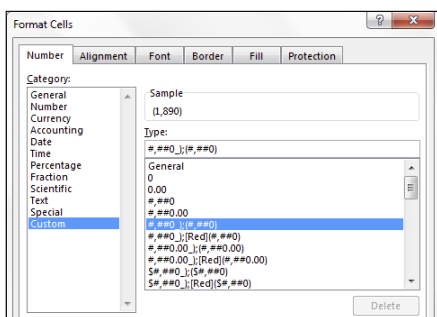 Format Cells
Number Alignment Font Border Fill Protection
Category:
General
Number
Currency
Accounting
Date
Time
Percentage
Fraction
Scientific
Text
Special
Custom
Sample
(1,890)
Type:
#,##0_);(#,##0)
General
0
0.00
#,##0
#,##0.00
#,##0_);(#,##0)
#,##0_);[Red](#,##0)
#,##0.00_);(#,##0.00)
#,##0.00_);[Red](#,##0.00)
$#,##0_);($#,##0)
$#,##0_);[Red]($#,##0)
Delete